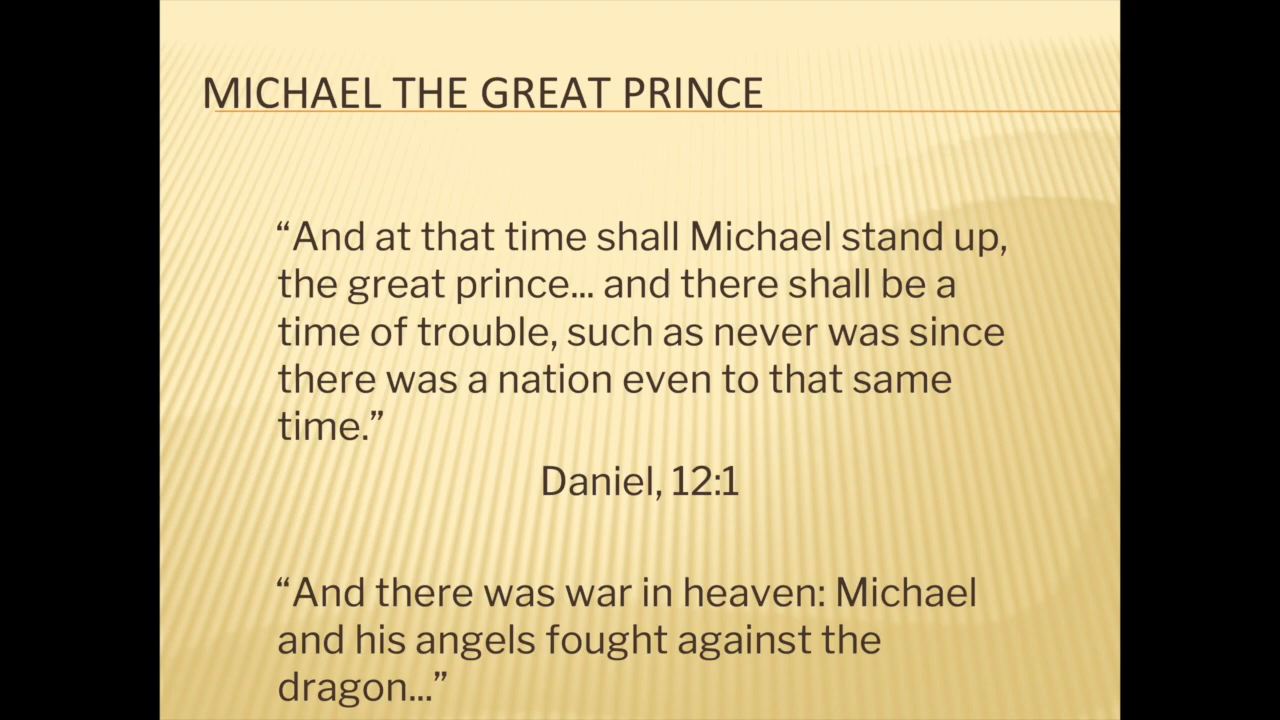 MICHAEL THE GREAT PRINCE
“And at that time shall Michael stand up,
the great prince... and there shall be a
time of trouble, such as never was since
there was a nation even to that same
time.”
Daniel, 12:1
“And there was war in heaven: Michael
and his angels fought against the
dragon...”